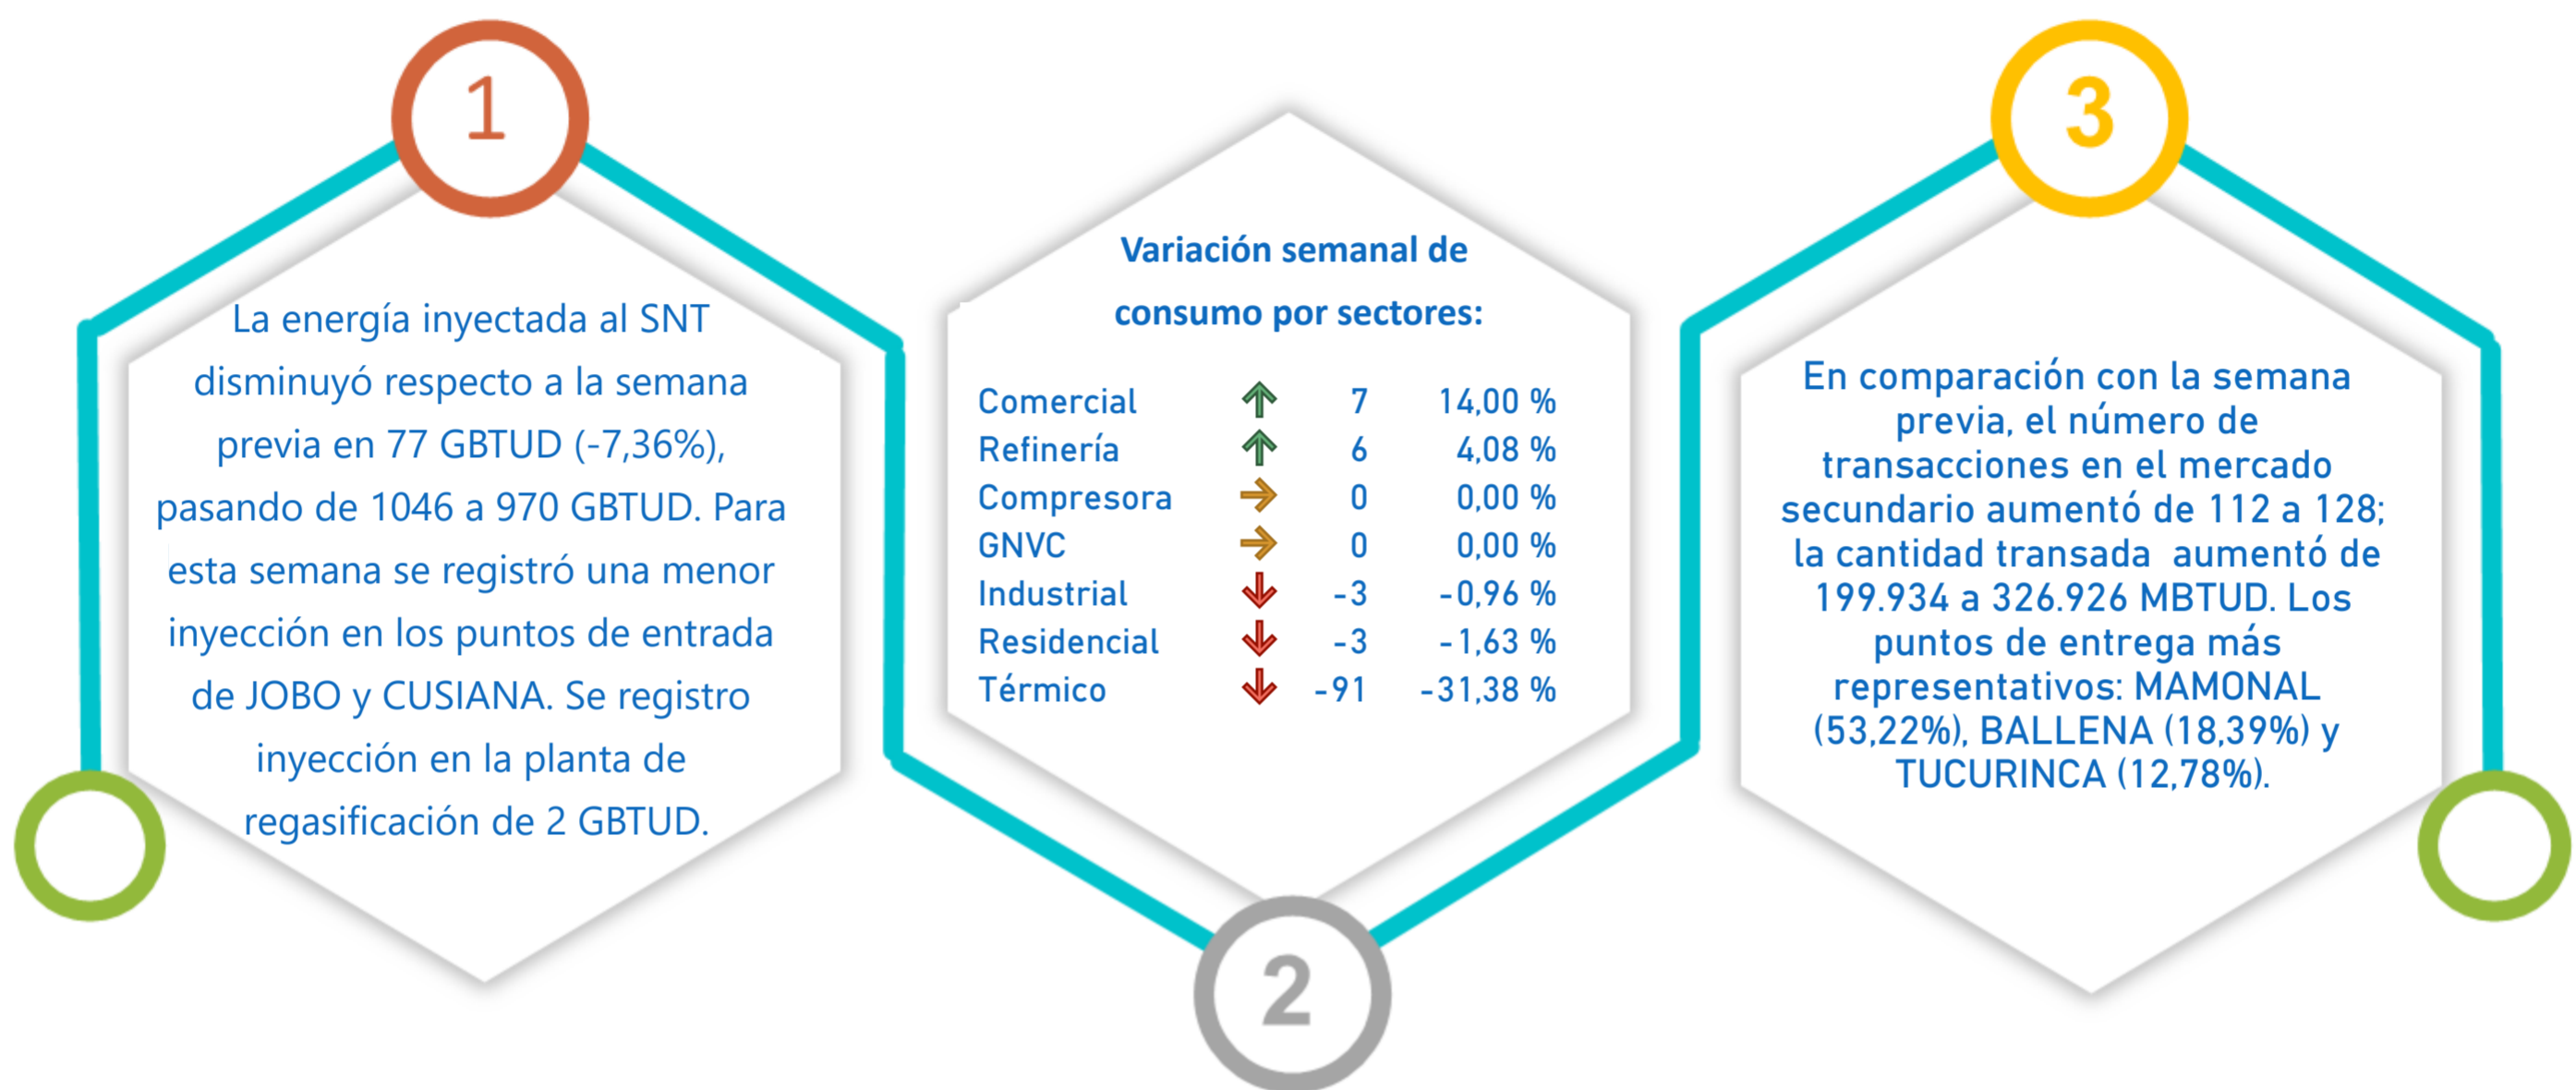 1
La energía inyectada al SNT
disminuyó respecto a la semana
previa en 77 GBTUD (-7,36%),
pasando de 1046 a 970 GBTUD. Para
esta semana se registró una menor
inyección en los puntos de entrada
de JOBO y CUSIANA. Se registro
inyección en la planta de
regasificación de 2 GBTUD.
Variación semanal de
consumo por sectores:
Comercial 7 14,00 %
Refinería 6 4,08 %
Compresora 0 0,00 %
GNVC 0 0,00 %
Industrial -3 -0,96 %
Residencial -3 -1,63 %
Térmico -91 -31,38 %
2
3
En comparación con la semana
previa, el número de
transacciones en el mercado
secundario aumentó de 112 a 128;
la cantidad transada aumentó de
199.934 a 326.926 MBTUD. Los
puntos de entrega más
representativos: MAMONAL
(53,22%), BALLENA (18,39%) y
TUCURINCA (12,78%).